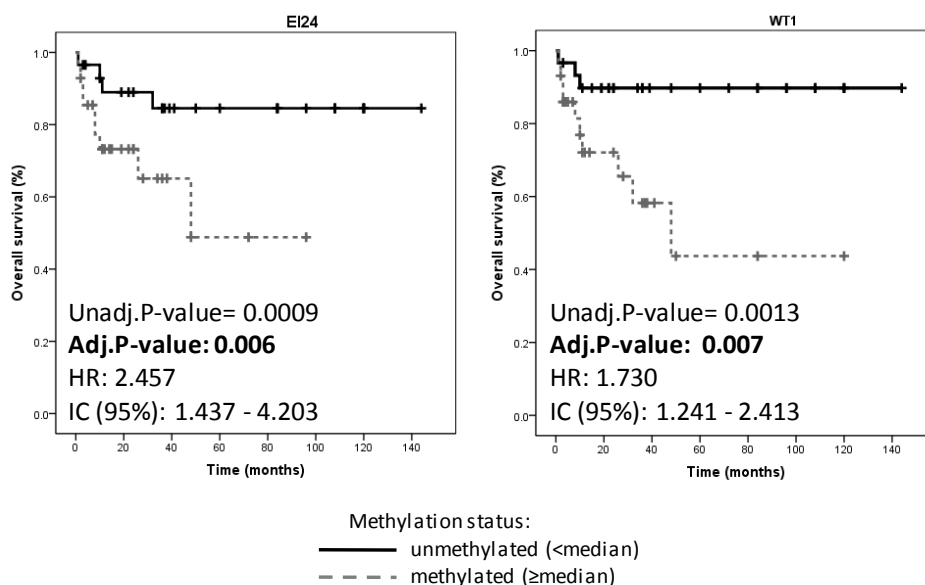 EI24
Overall survival (%)
1.0
0.8
0.6
0.4
0.2
0.0
Unadj.P-value= 0.0009
Adj.P-value: 0.006
HR: 2.457
IC (95%): 1.437 - 4.203
0 20 40 60 80 100 120 140
Time (months)
WT1
Overall survival (%)
1.0
0.8
0.6
0.4
0.2
0.0
Unadj.P-value= 0.0013
Adj.P-value: 0.007
HR: 1.730
IC (95%): 1.241 - 2.413
0 20 40 60 80 100 120 140
Time (months)
Methylation status:
unmethylated (<median)
methylated (≥median)